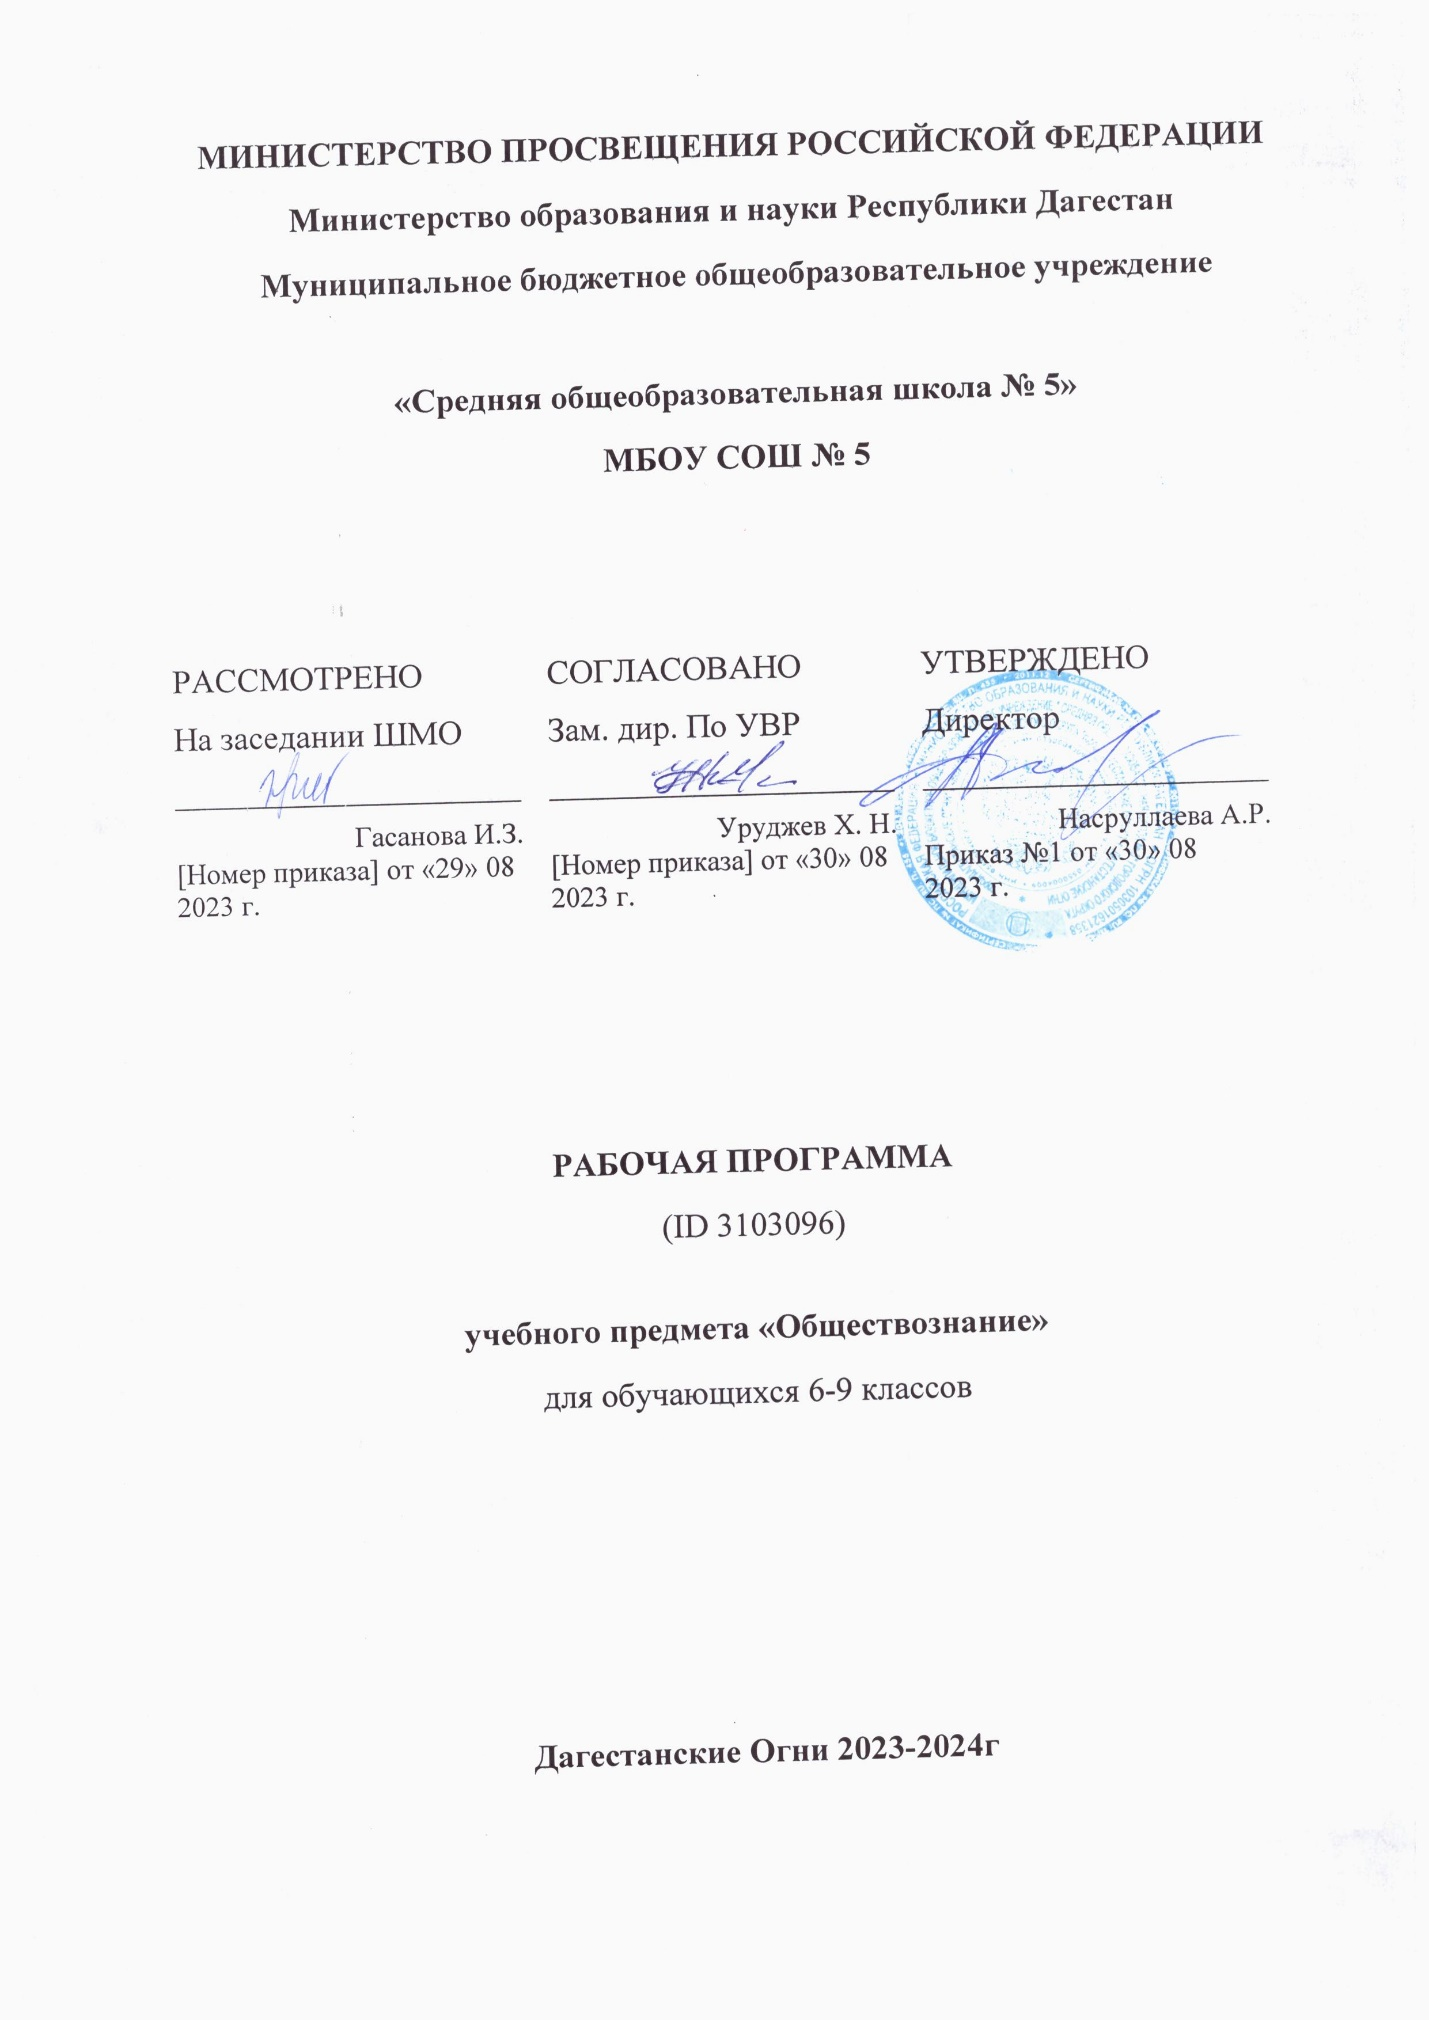 МИНИСТЕРСТВО ПРОСВЕЩЕНИЯ РОССИЙСКОЙ ФЕДЕРАЦИИ
Министерство образования и науки Республики Дагестан
Муниципальное бюджетное общеобразовательное учреждение
«Средняя общеобразовательная школа № 5»
МБОУ СОШ № 5
РАССМОТРЕНО
На заседании ШМО
Гасанова И.З.
[Номер приказа] от «29» 08
2023 г.
СОГЛАСОВАНО
Зам. дир. По УВР
Уруджев Х. Н.
[Номер приказа] от «30» 08
2023 г.
УТВЕРЖДЕНО
Директор
Насруллаева А.Р.
Приказ №1 от «30» 08
2023 г.
РАБОЧАЯ ПРОГРАММА
(ID 3103096)
учебного предмета «Обществознание»
для обучающихся 6-9 классов
Дагестанские Огни 2023-2024г